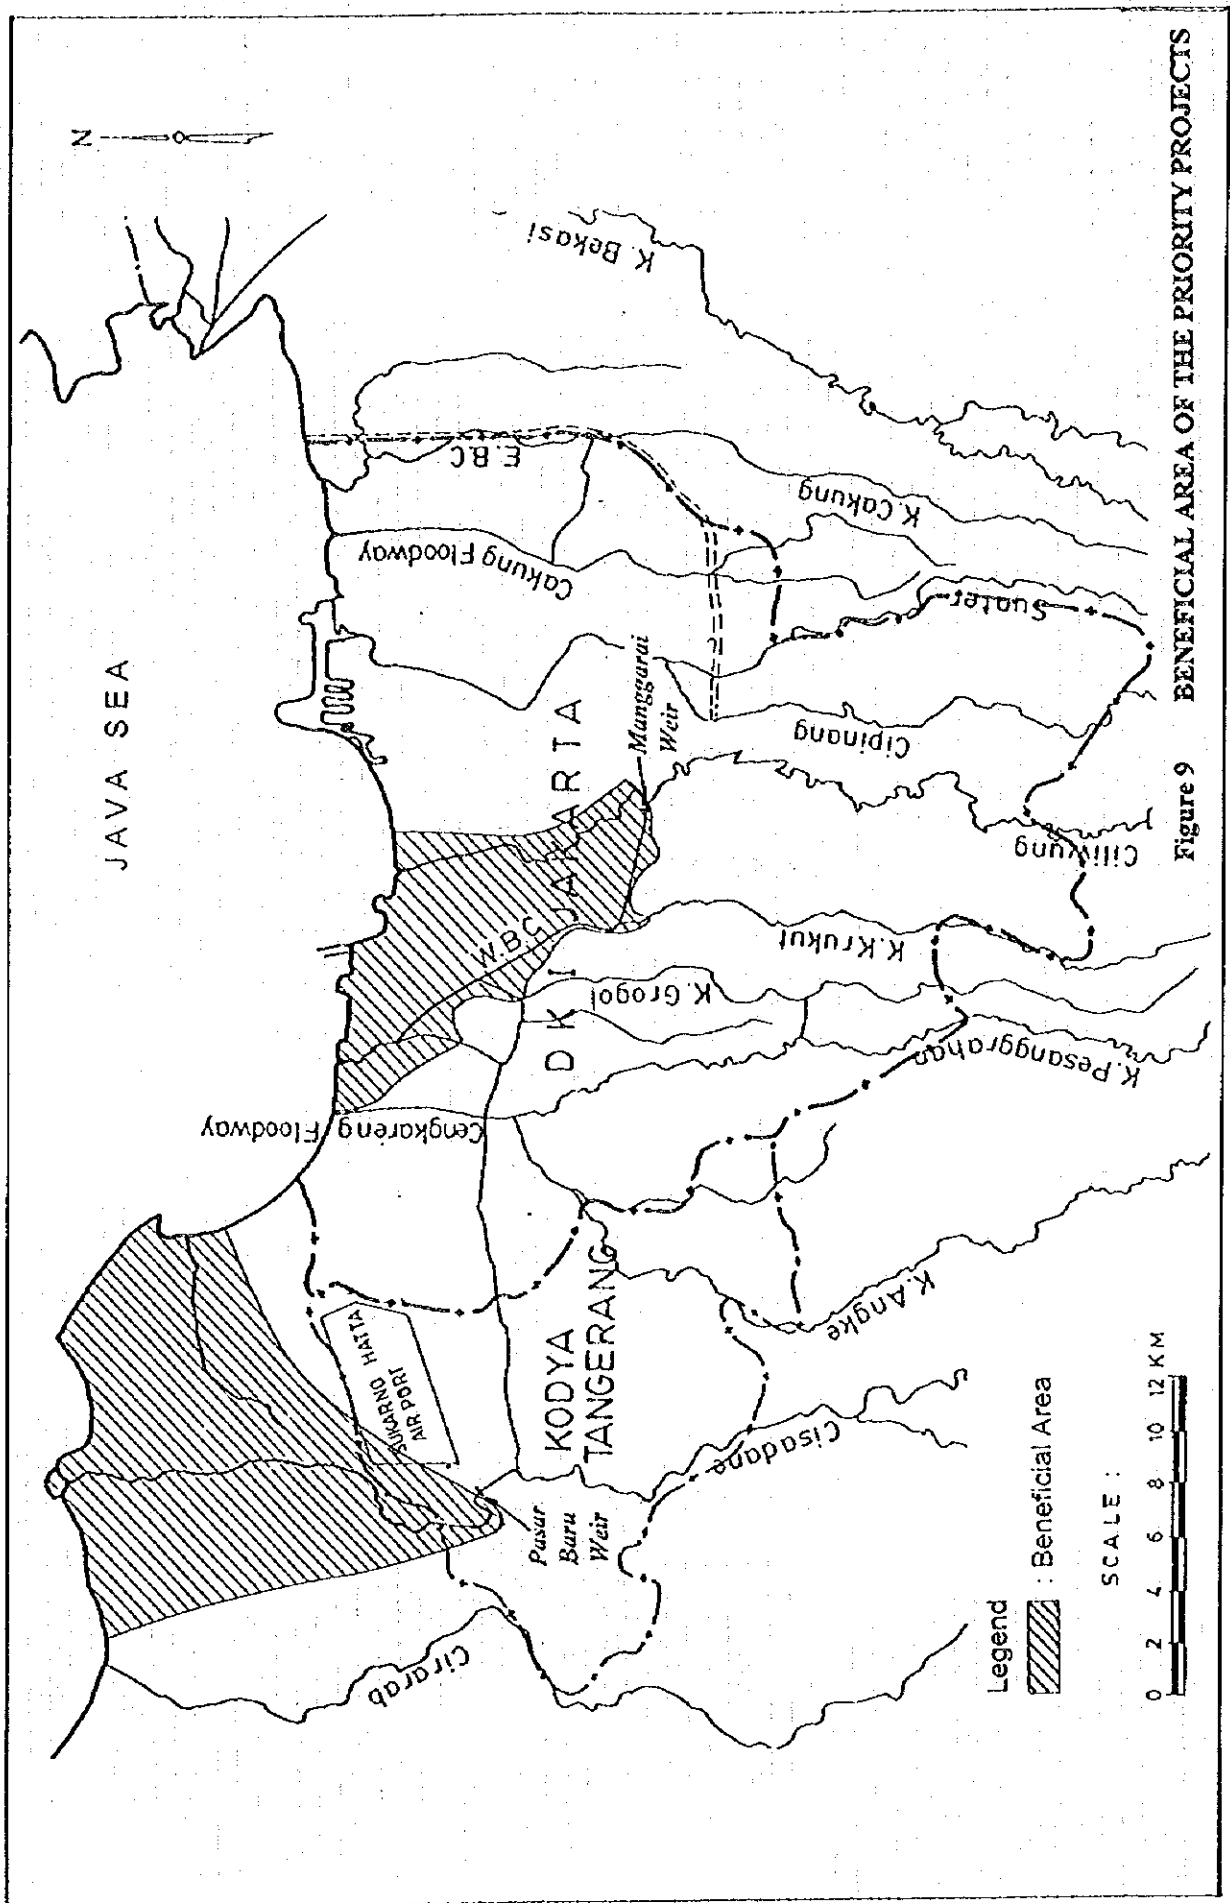 N
JAVA SEA
K. Bekasi
E.B.C
Cakung Floodway
K. Cakung
Sunter
Cipinang
Manggarai
Weir
Ciliwung
W.B.C
DKI JAKARTA
K. Krukut
K. Grogol
K. Pesanggrahan
Cengkareng Floodway
K. Angke
SUKARNO HATTA
AIR PORT
KODYA
TANGERANG
Cisadane
Pasar
Baru
Weir
Cirarab
Legend
: Beneficial Area
SCALE :
0 2 4 6 8 10 12 KM
Figure 9 BENEFICIAL AREA OF THE PRIORITY PROJECTS